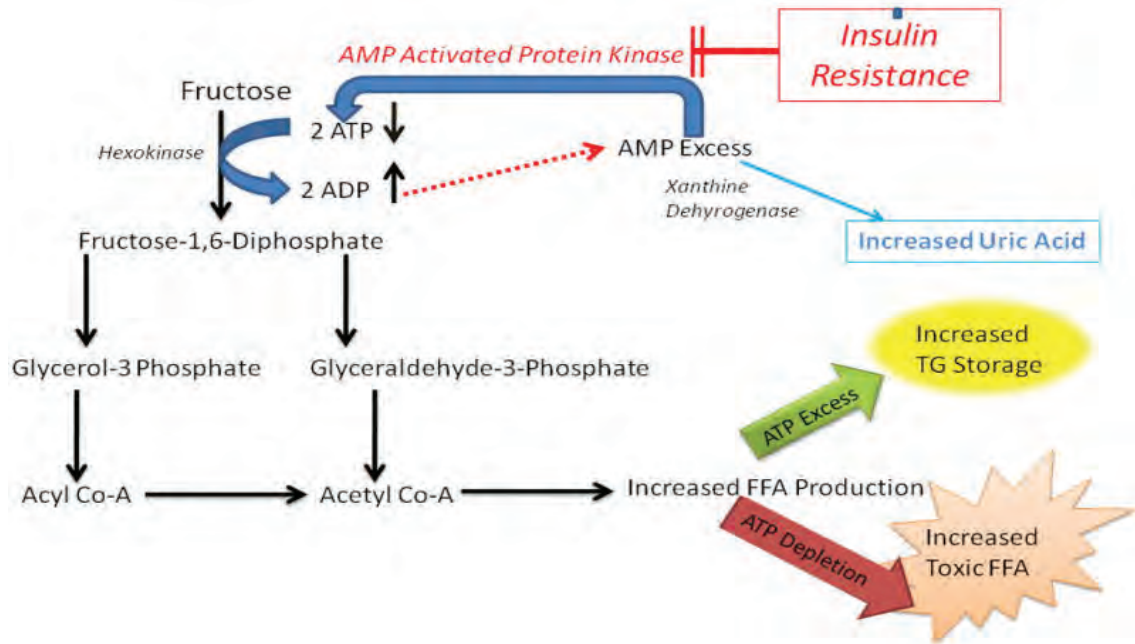 AMP Activated Protein Kinase
Insulin
Resistance
Fructose
2 ATP
Hexokinase
AMP Excess
2 ADP
Xanthine
Dehyrogenase
Fructose-1,6-Diphosphate
Increased Uric Acid
Increased
TG Storage
Glycerol-3 Phosphate
Glyceraldehyde-3-Phosphate
ATP Excess
Acyl Co-A
Acetyl Co-A
Increased FFA Production
ATP Depletion
Increased
Toxic FFA